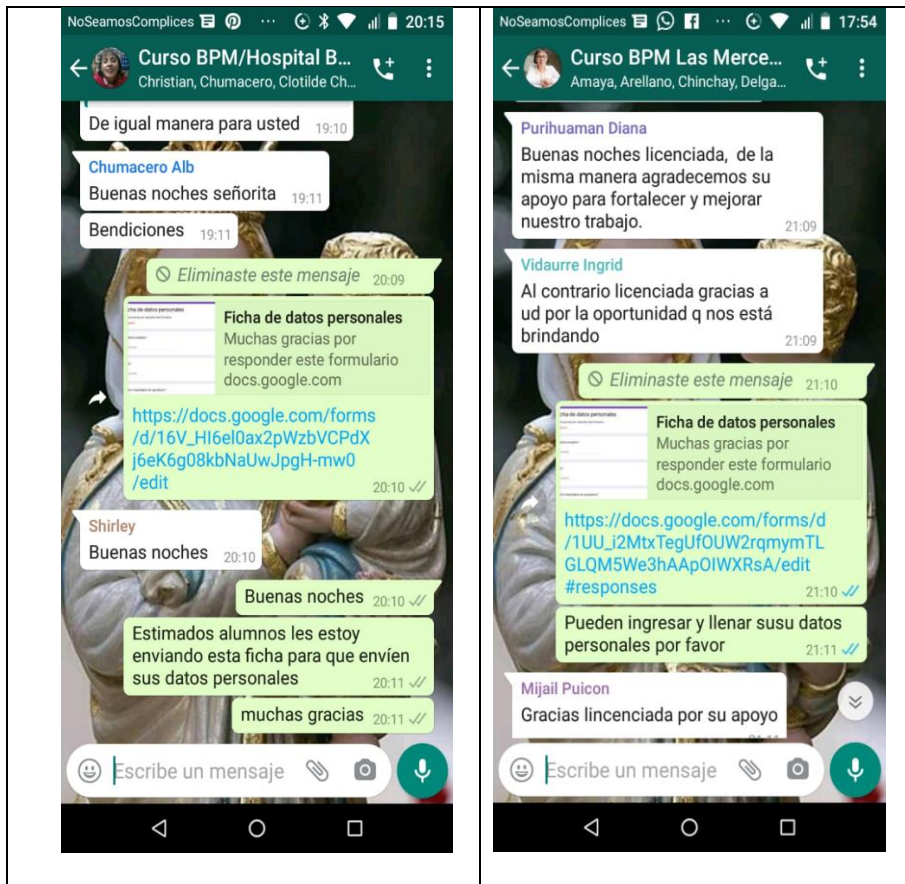 NoSeamosComplices
20:15
Curso BPM/Hospital B...
Christian, Chumacero, Clotilde Ch...
De igual manera para usted 19:10
Chumacero Alb
Buenas noches señorita 19:11
Bendiciones 19:11
Eliminaste este mensaje 20:09
Ficha de datos personales
Muchas gracias por
responder este formulario
docs.google.com
https://docs.google.com/forms
/d/16V_HI6el0ax2pWzbVCPdX
j6eK6g08kbNaUwJpgH-mw0
/edit
20:10
Shirley
Buenas noches 20:10
Buenas noches 20:10
Estimados alumnos les estoy
enviando esta ficha para que envíen
sus datos personales
20:11
muchas gracias 20:11
Escribe un mensaje
NoSeamosComplices
17:54
Curso BPM Las Merce...
Amaya, Arellano, Chinchay, Delga...
Purihuaman Diana
Buenas noches licenciada, de la
misma manera agradecemos su
apoyo para fortalecer y mejorar
nuestro trabajo.
21:09
Vidaurre Ingrid
Al contrario licenciada gracias a
ud por la oportunidad q nos está
brindando
21:09
Eliminaste este mensaje 21:10
Ficha de datos personales
Muchas gracias por
responder este formulario
docs.google.com
https://docs.google.com/forms/d
/1UU_i2MtxTegUfOUW2rqmymTL
GLQM5We3hAApOIWXRsA/edit
#responses
21:10
Pueden ingresar y llenar susu datos
personales por favor
21:11
Mijail Puicon
Gracias lincenciada por su apoyo
Escribe un mensaje